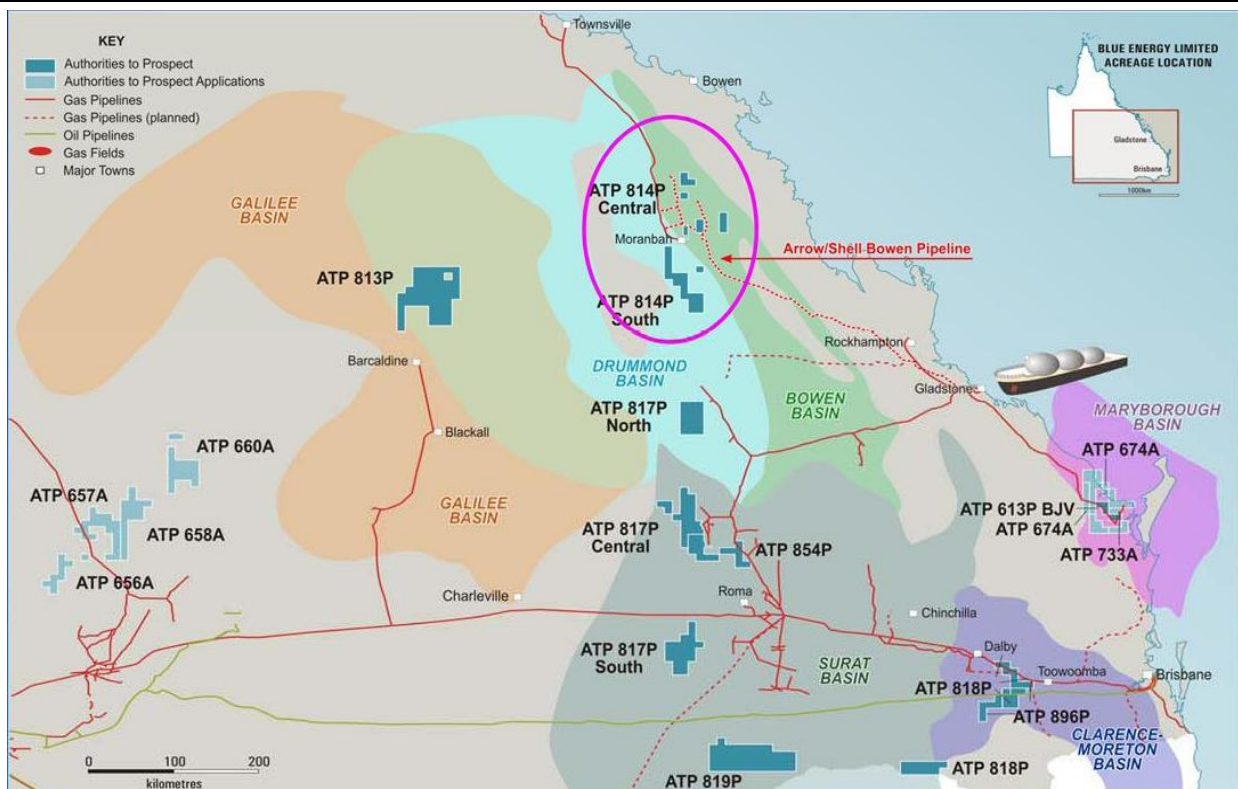 KEY
Authorities to Prospect
Authorities to Prospect Applications
Gas Pipelines
Gas Pipelines (planned)
Oil Pipelines
Gas Fields
Major Towns
BLUE ENERGY LIMITED
ACREAGE LOCATION
Gladstone
Brisbane
1000km
Townsville
Bowen
GALILEE
BASIN
ATP 814P
Central
Moranbah
Arrow/Shell Bowen Pipeline
ATP 813P
ATP 814P
South
Barcaldine
Rockhampton
DRUMMOND
BASIN
Gladstone
BOWEN
BASIN
MARYBOROUGH
BASIN
ATP 817P
North
Blackall
ATP 660A
ATP 674A
ATP 657A
GALILEE
BASIN
ATP 613P BJV
ATP 674A
ATP 658A
ATP 817P
Central
ATP 854P
ATP 733A
ATP 656A
Charleville
Roma
Chinchilla
ATP 817P
South
SURAT
BASIN
Dalby
Toowoomba
Brisbane
ATP 818P
ATP 896P
CLARENCE-
MORETON
BASIN
0 100 200
kilometres
ATP 819P
ATP 818P